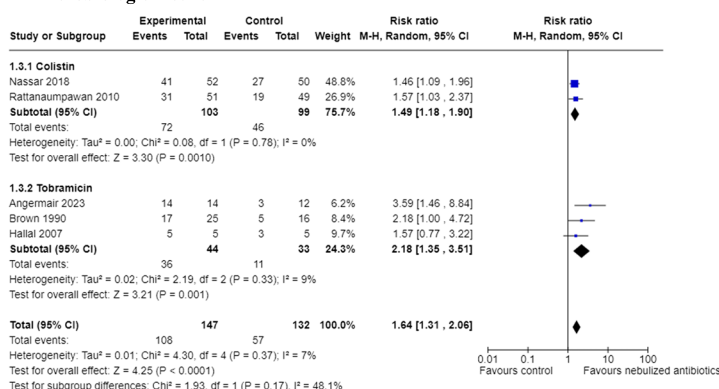 Experimental Control Risk ratio Risk ratio
Study or Subgroup Events Total Events Total Weight M-H, Random, 95% CI M-H, Random, 95% CI
1.3.1 Colistin
Nassar 2018 41 52 27 50 48.8% 1.46 [1.09 , 1.96]
Rattanaumpawan 2010 31 51 19 49 26.9% 1.57 [1.03 , 2.37]
Subtotal (95% CI) 103 99 75.7% 1.49 [1.18 , 1.90]
Total events: 72 46
Heterogeneity: Tau² = 0.00; Chi² = 0.08, df = 1 (P = 0.78); I² = 0%
Test for overall effect: Z = 3.30 (P = 0.0010)
1.3.2 Tobramicin
Angermair 2023 14 14 3 12 6.2% 3.59 [1.46 , 8.84]
Brown 1990 17 25 5 16 8.4% 2.18 [1.00 , 4.72]
Hallal 2007 5 5 3 5 9.7% 1.57 [0.77 , 3.22]
Subtotal (95% CI) 44 33 24.3% 2.18 [1.35 , 3.51]
Total events: 36 11
Heterogeneity: Tau² = 0.02; Chi² = 2.19, df = 2 (P = 0.33); I² = 9%
Test for overall effect: Z = 3.21 (P = 0.001)
Total (95% CI) 147 132 100.0% 1.64 [1.31 , 2.06]
Total events: 108 57
Heterogeneity: Tau² = 0.01; Chi² = 4.30, df = 4 (P = 0.37); I² = 7%
0.01 0.1 1 10 100
Test for overall effect: Z = 4.25 (P < 0.0001)
Favours control Favours nebulized antibiotics
Test for subgroup differences: Chi² = 1.93, df = 1 (P = 0.17), I² = 48.1%